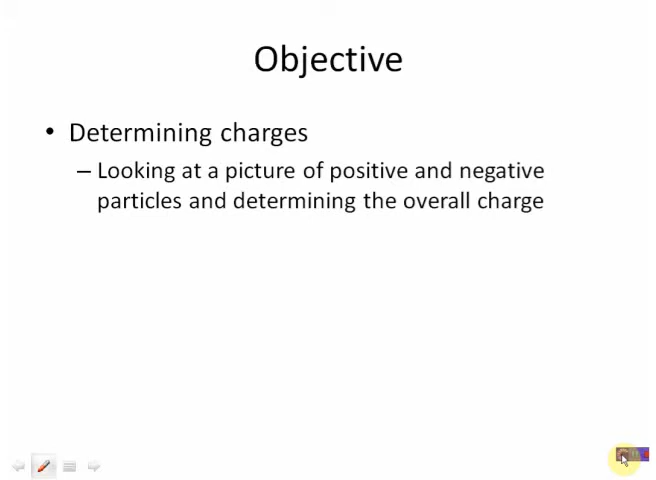 Objective
• Determining charges
– Looking at a picture of positive and negative
particles and determining the overall charge